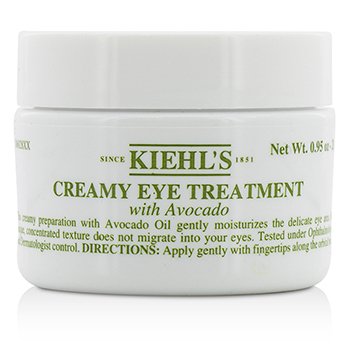 SINCE KIEHL'S 1851
Net Wt. 0.95 oz
CREAMY EYE TREATMENT
with Avocado
creamy preparation with Avocado Oil gently moisturizes the delicate eye
concentrated texture does not migrate into your eyes. Tested under
Dermatologist control. DIRECTIONS: Apply gently with fingertips along the